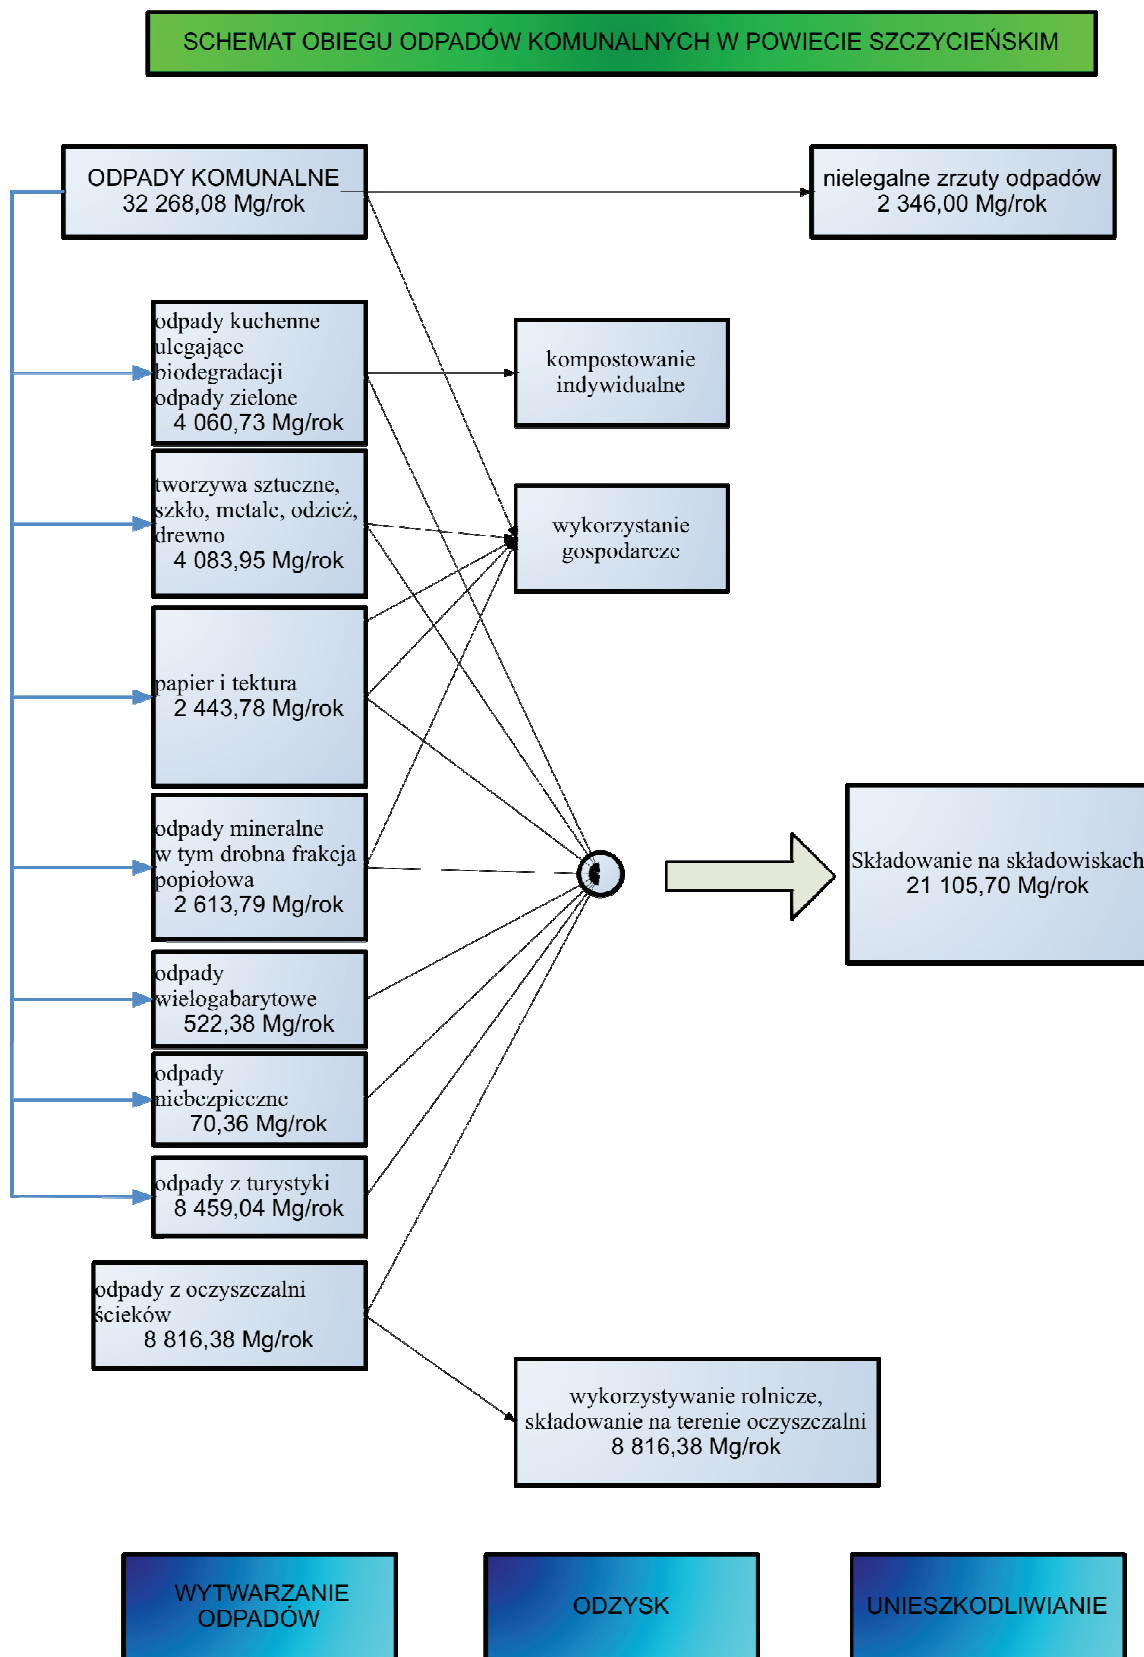 SCHEMAT OBIEGU ODPADÓW KOMUNALNYCH W POWIECIE SZCZYCIEŃSKIM
ODPADY KOMUNALNE
32 268,08 Mg/rok
nielegalne zrzuty odpadów
2 346,00 Mg/rok
odpady kuchenne
ulegające
biodegradacji
odpady zielone
4 060,73 Mg/rok
kompostowanie
indywidualne
tworzywa sztuczne,
szkło, metale, odzież,
drewno
4 083,95 Mg/rok
wykorzystanie
gospodarcze
papier i tektura
2 443,78 Mg/rok
odpady mineralne
w tym drobna frakcja
popiołowa
2 613,79 Mg/rok
Składowanie na składowiskach
21 105,70 Mg/rok
odpady
wielogabarytowe
522,38 Mg/rok
odpady
niebezpieczne
70,36 Mg/rok
odpady z turystyki
8 459,04 Mg/rok
odpady z oczyszczalni
ścieków
8 816,38 Mg/rok
wykorzystywanie rolnicze,
składowanie na terenie oczyszczalni
8 816,38 Mg/rok
WYTWARZANIE
ODPADÓW
ODZYSK
UNIESZKODLIWIANIE